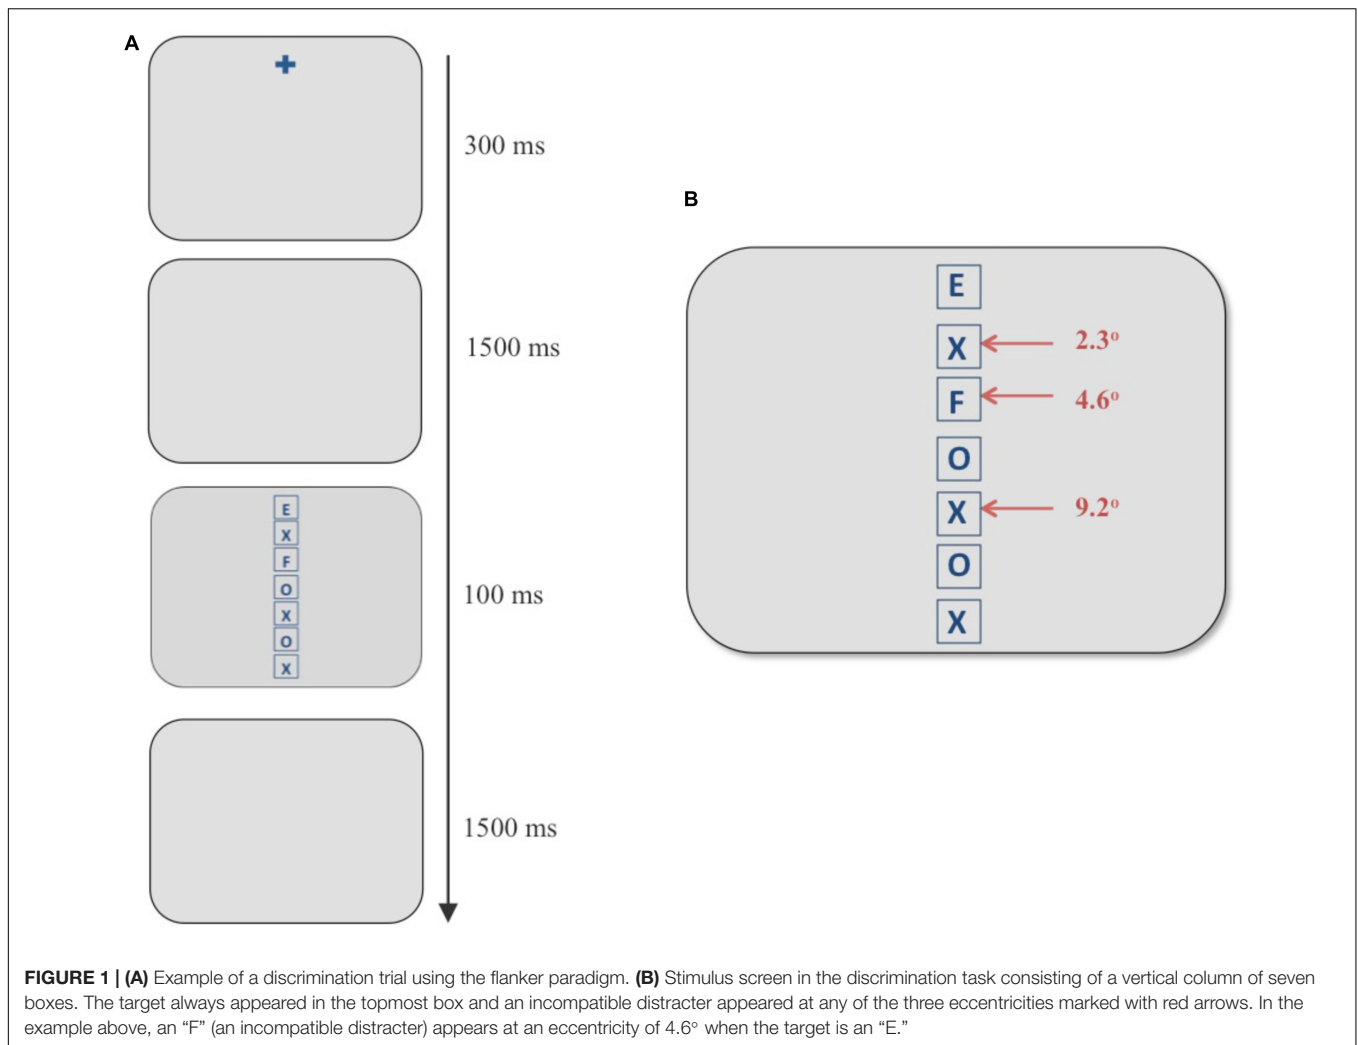 A
300 ms
1500 ms
E
X
F
O
X
O
X
100 ms
1500 ms
B
E
X 2.3°
F 4.6°
O
X 9.2°
O
X
FIGURE 1 | (A) Example of a discrimination trial using the flanker paradigm. (B) Stimulus screen in the discrimination task consisting of a vertical column of seven
boxes. The target always appeared in the topmost box and an incompatible distracter appeared at any of the three eccentricities marked with red arrows. In the
example above, an “F” (an incompatible distracter) appears at an eccentricity of 4.6° when the target is an “E.”